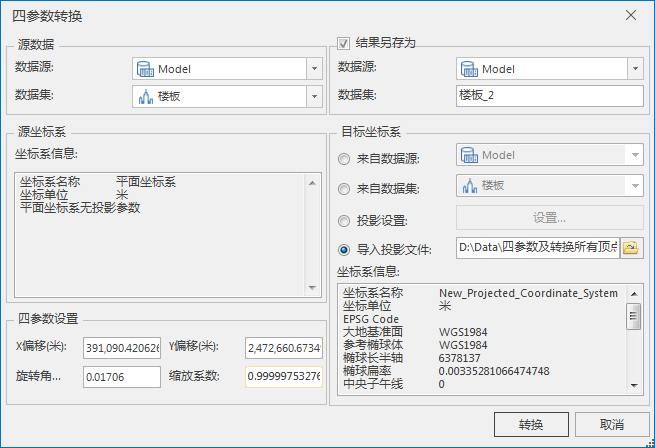 四参数转换
源数据
数据源:
Model
数据集:
楼板
结果另存为
数据源:
Model
数据集:
楼板_2
源坐标系
坐标系信息:
坐标系名称 平面坐标系
坐标单位 米
平面坐标系无投影参数
目标坐标系
来自数据源:
Model
来自数据集:
楼板
投影设置:
设置...
导入投影文件:
D:\Data\四参数及转换所有顶点
坐标系信息:
坐标系名称 New_Projected_Coordinate_System
坐标单位 米
EPSG Code
大地基准面 WGS1984
参考椭球体 WGS1984
椭球长半轴 6378137
椭球扁率 0.00335281066474748
中央子午线 0
四参数设置
X偏移(米):
391,090.420626
Y偏移(米):
2,472,660.6734
旋转角...
0.01706
缩放系数:
0.99999753276
转换
取消